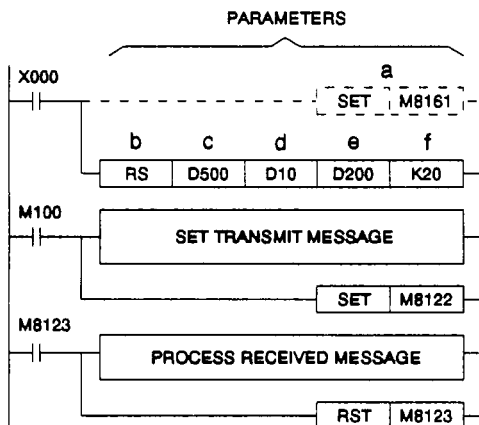 PARAMETERS
X000
a
SET M8161
b c d e f
RS D500 D10 D200 K20
M100
SET TRANSMIT MESSAGE
SET M8122
M8123
PROCESS RECEIVED MESSAGE
RST M8123